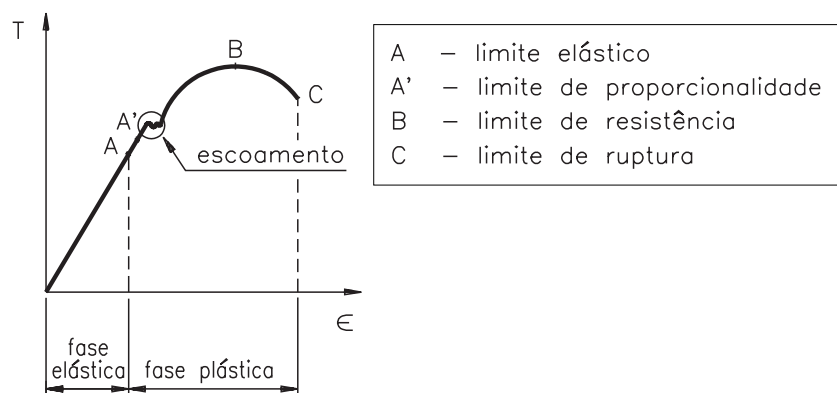 T
B
A – limite elástico
A' – limite de proporcionalidade
B – limite de resistência
C – limite de ruptura
C
A'
A
escoamento
ϵ
fase elástica
fase plástica